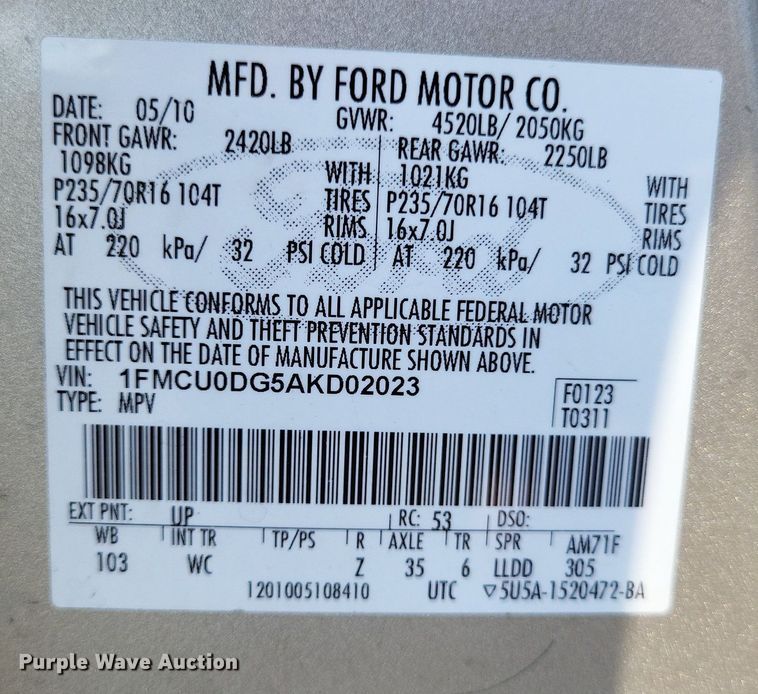 MFD. BY FORD MOTOR CO.
DATE: 05/10 GVWR: 4520LB/ 2050KG
FRONT GAWR: 2420LB REAR GAWR: 2250LB
1098KG WITH 1021KG WITH
P235/70R16 104T TIRES P235/70R16 104T TIRES
16x7.0J RIMS 16x7.0J RIMS
AT 220 kPa/ 32 PSI COLD AT 220 kPa/ 32 PSI COLD
THIS VEHICLE CONFORMS TO ALL APPLICABLE FEDERAL MOTOR
VEHICLE SAFETY AND THEFT PREVENTION STANDARDS IN
EFFECT ON THE DATE OF MANUFACTURE SHOWN ABOVE.
VIN: 1FMCU0DG5AKD02023 F0123
TYPE: MPV T0311
EXT PNT: UP RC: 53 DSO:
WB INT TR TP/PS R AXLE TR SPR AM71F
103 WC Z 35 6 LLDD 305
1201005108410 UTC ▽5U5A-1520472-BA
Ford
Purple Wave Auction